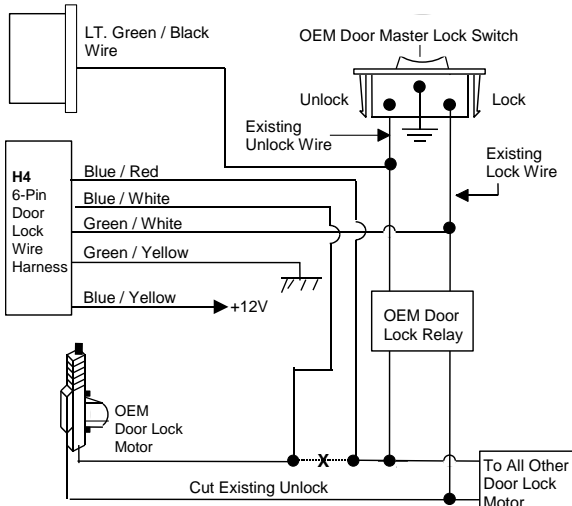 LT. Green / Black
Wire
OEM Door Master Lock Switch
Unlock
Lock
Existing
Unlock Wire
Existing
Lock Wire
H4
6-Pin
Door
Lock
Wire
Harness
Blue / Red
Blue / White
Green / White
Green / Yellow
Blue / Yellow
+12V
OEM Door
Lock Relay
OEM
Door Lock
Motor
X
Cut Existing Unlock
To All Other
Door Lock
Motor